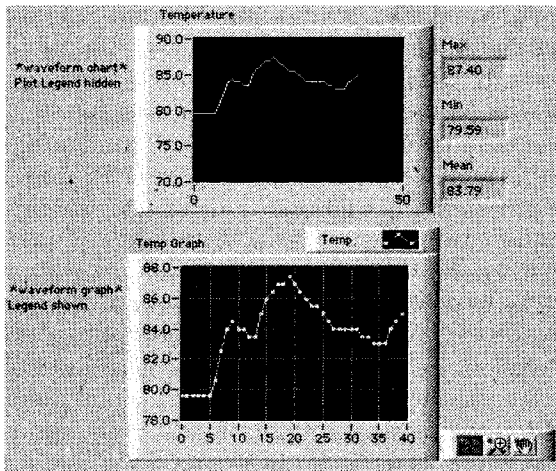 Temperature
90.0
85.0
80.0
75.0
70.0
0
50
*waveform chart*
Plot Legend hidden
Max
87.40
Min
79.59
Mean
83.79
Temp Graph
Temp
88.0
86.0
84.0
82.0
80.0
78.0
0 5 10 15 20 25 30 35 40
*waveform graph*
Legend shown